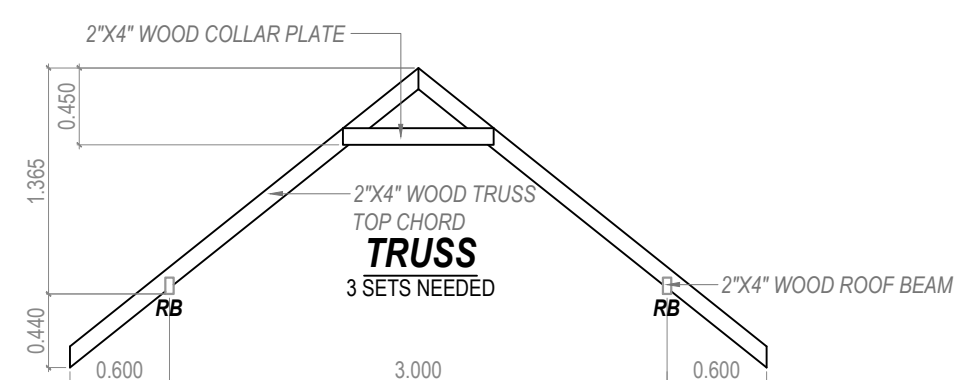 2"X4" WOOD COLLAR PLATE
0.450
1.365
2"X4" WOOD TRUSS
TOP CHORD
TRUSS
3 SETS NEEDED
2"X4" WOOD ROOF BEAM
RB
RB
0.440
0.600
3.000
0.600